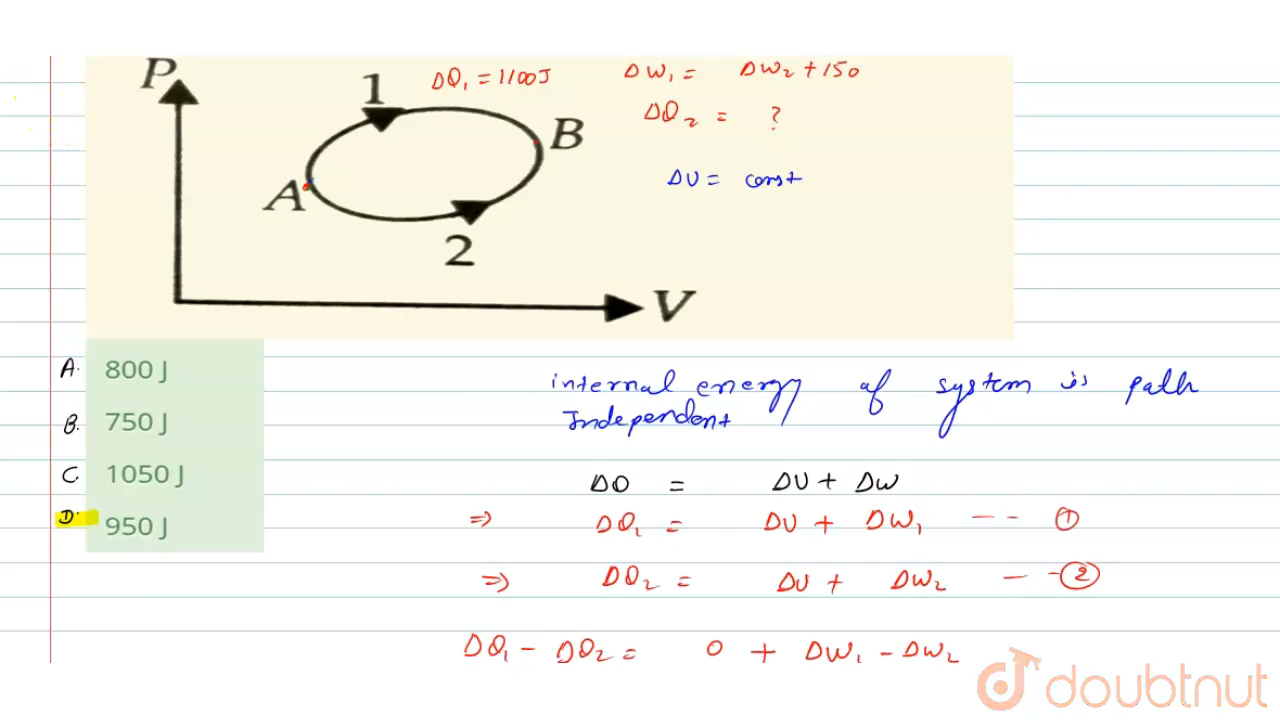 P
1
ΔQ₁ = 1100J
ΔW₁ = ΔW₂ + 150
ΔQ₂ = ?
B
ΔU = const
A
2
V
A. 800 J
B. 750 J
C. 1050 J
D. 950 J
internal energy of system is path
Independent
ΔQ = ΔU + ΔW
⇒ ΔQ₁ = ΔU + ΔW₁ --- ①
⇒ ΔQ₂ = ΔU + ΔW₂ --- ②
ΔQ₁ - ΔQ₂ = 0 + ΔW₁ - ΔW₂
doubtnut